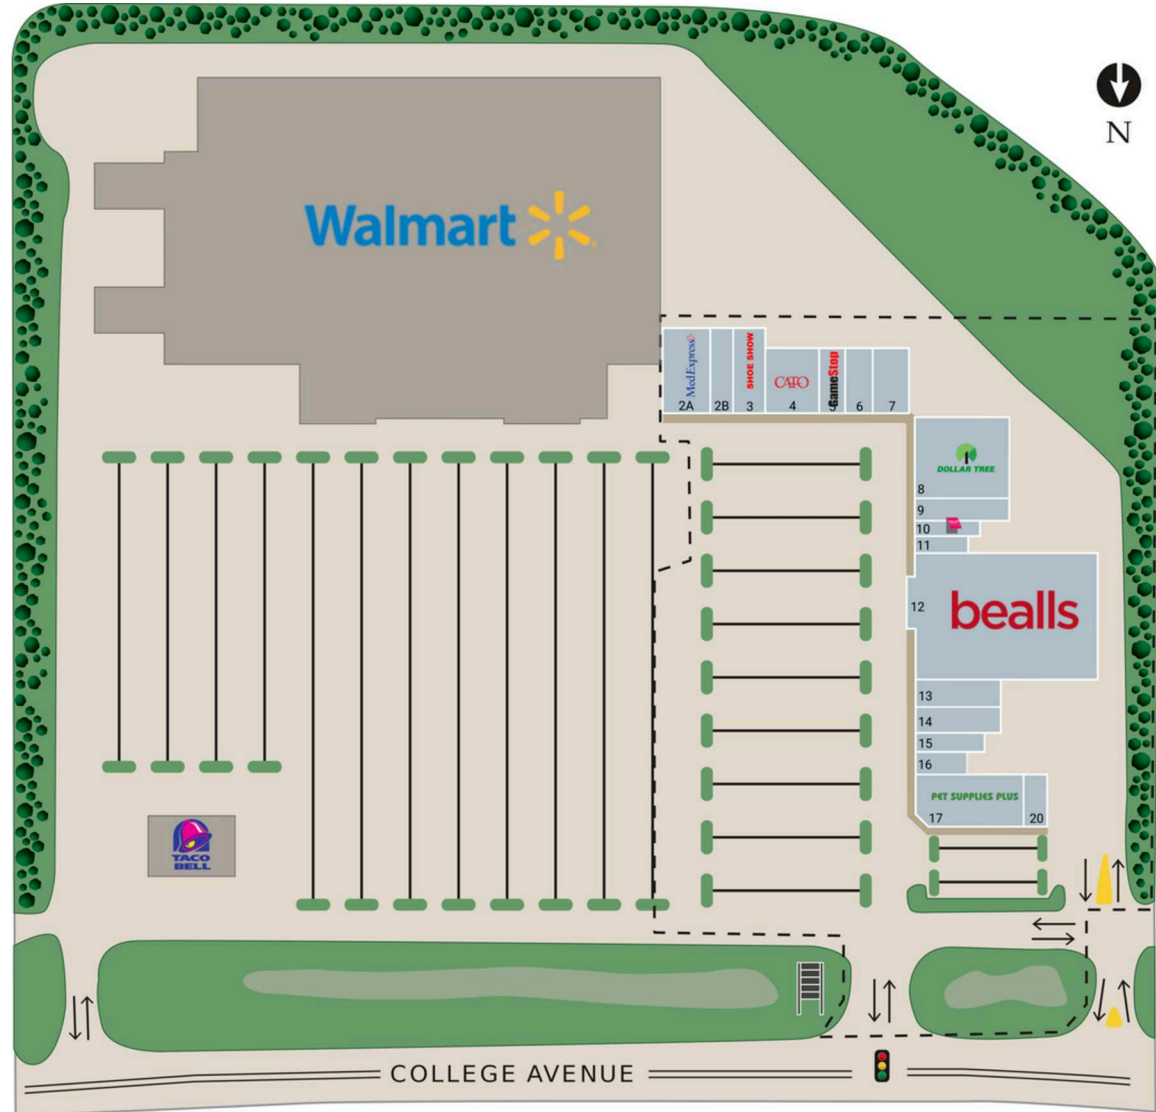 N
Walmart
MedExpress
SHOE SHOW
CATO
GameStop
2A
2B
3
4
5
6
7
DOLLAR TREE
8
9
10
11
12
bealls
13
14
15
16
PET SUPPLIES PLUS
17
20
TACO
BELL
COLLEGE AVENUE